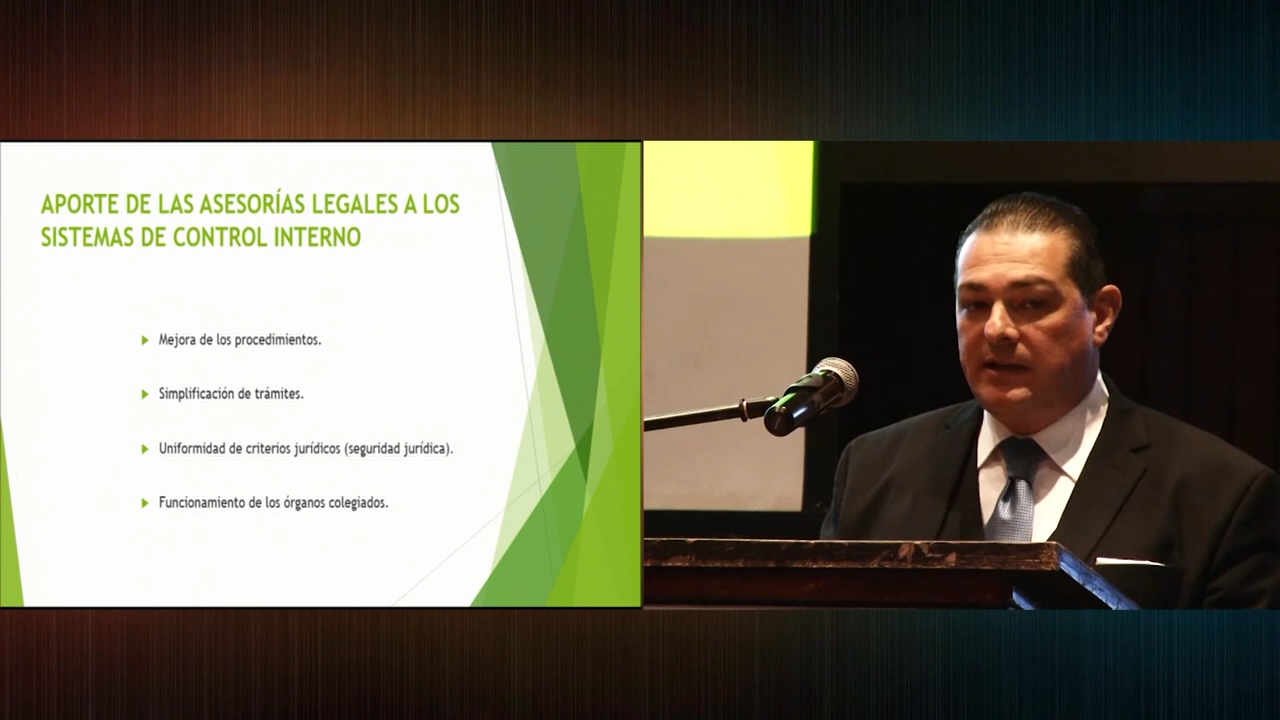 APORTE DE LAS ASESORÍAS LEGALES A LOS
SISTEMAS DE CONTROL INTERNO
Mejora de los procedimientos.
Simplificación de trámites.
Uniformidad de criterios jurídicos (seguridad jurídica).
Funcionamiento de los órganos colegiados.